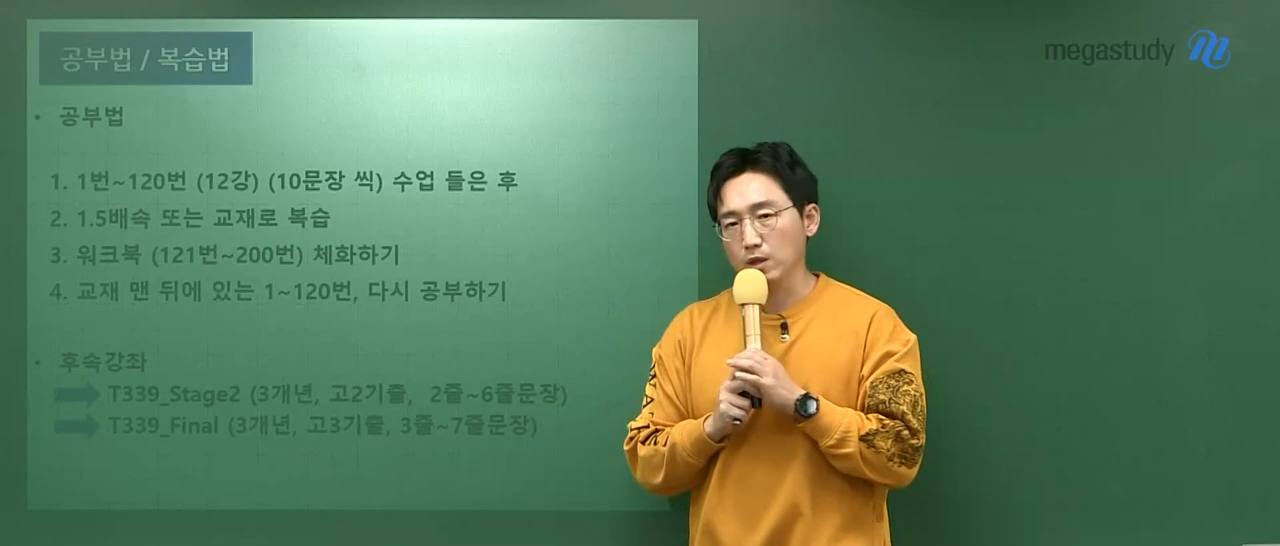 공부법 / 복습법
megastudy
• 공부법
1. 1번~120번 (12강) (10문장 씩) 수업 들은 후
2. 1.5배속 또는 교재로 복습
3. 워크북 (121번~200번) 체화하기
4. 교재 맨 뒤에 있는 1~120번, 다시 공부하기
• 후속강좌
T339_Stage2 (3개년, 고2기출, 2줄~6줄문장)
T339_Final (3개년, 고3기출, 3줄~7줄문장)